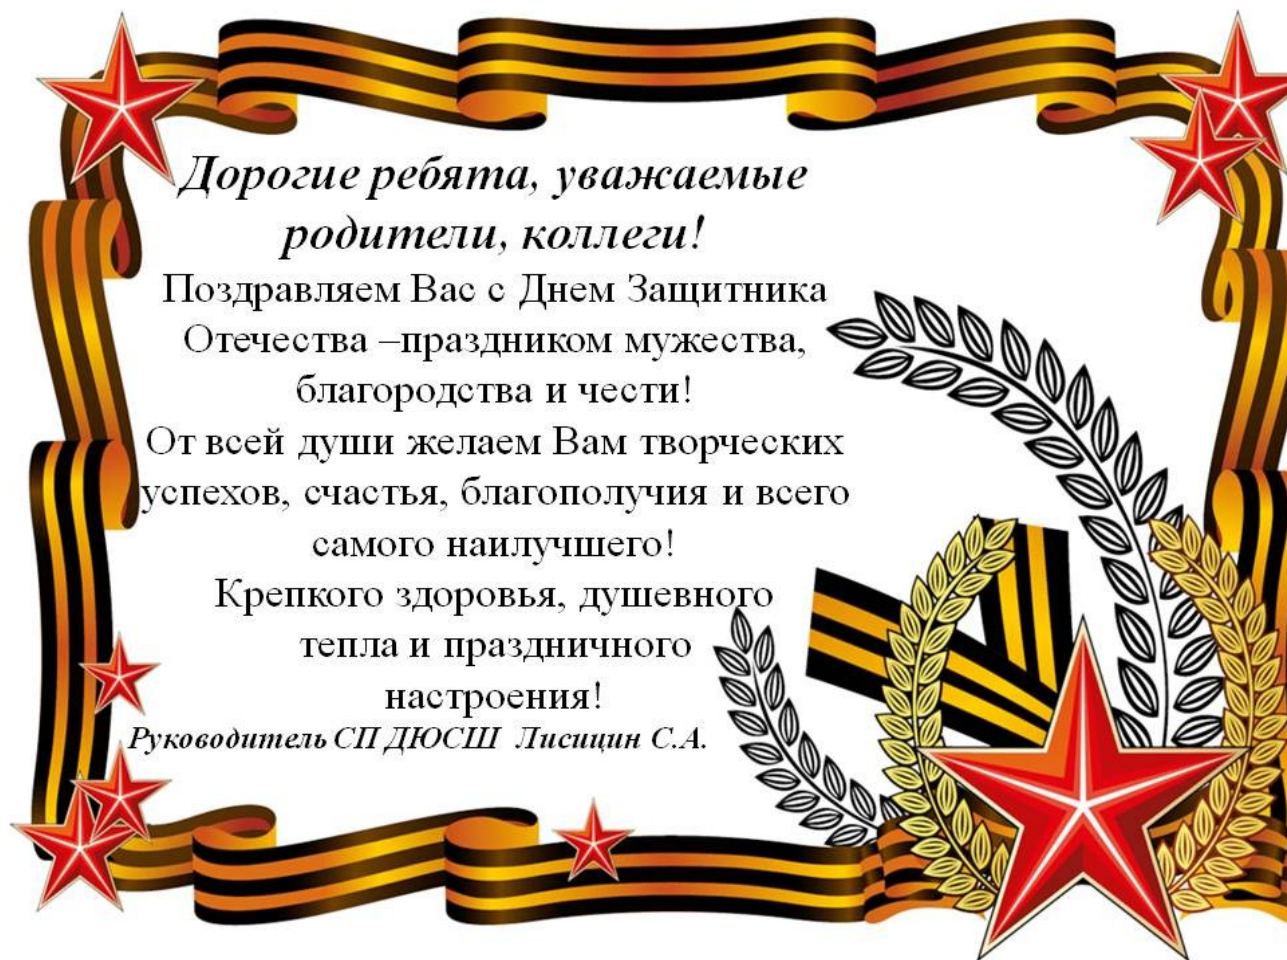 Дорогие ребята, уважаемые
родители, коллеги!
Поздравляем Вас с Днем Защитника
Отечества –праздником мужества,
благородства и чести!
От всей души желаем Вам творческих
успехов, счастья, благополучия и всего
самого наилучшего!
Крепкого здоровья, душевного
тепла и праздничного
настроения!
Руководитель СП ДЮСШ Лисицин С.А.